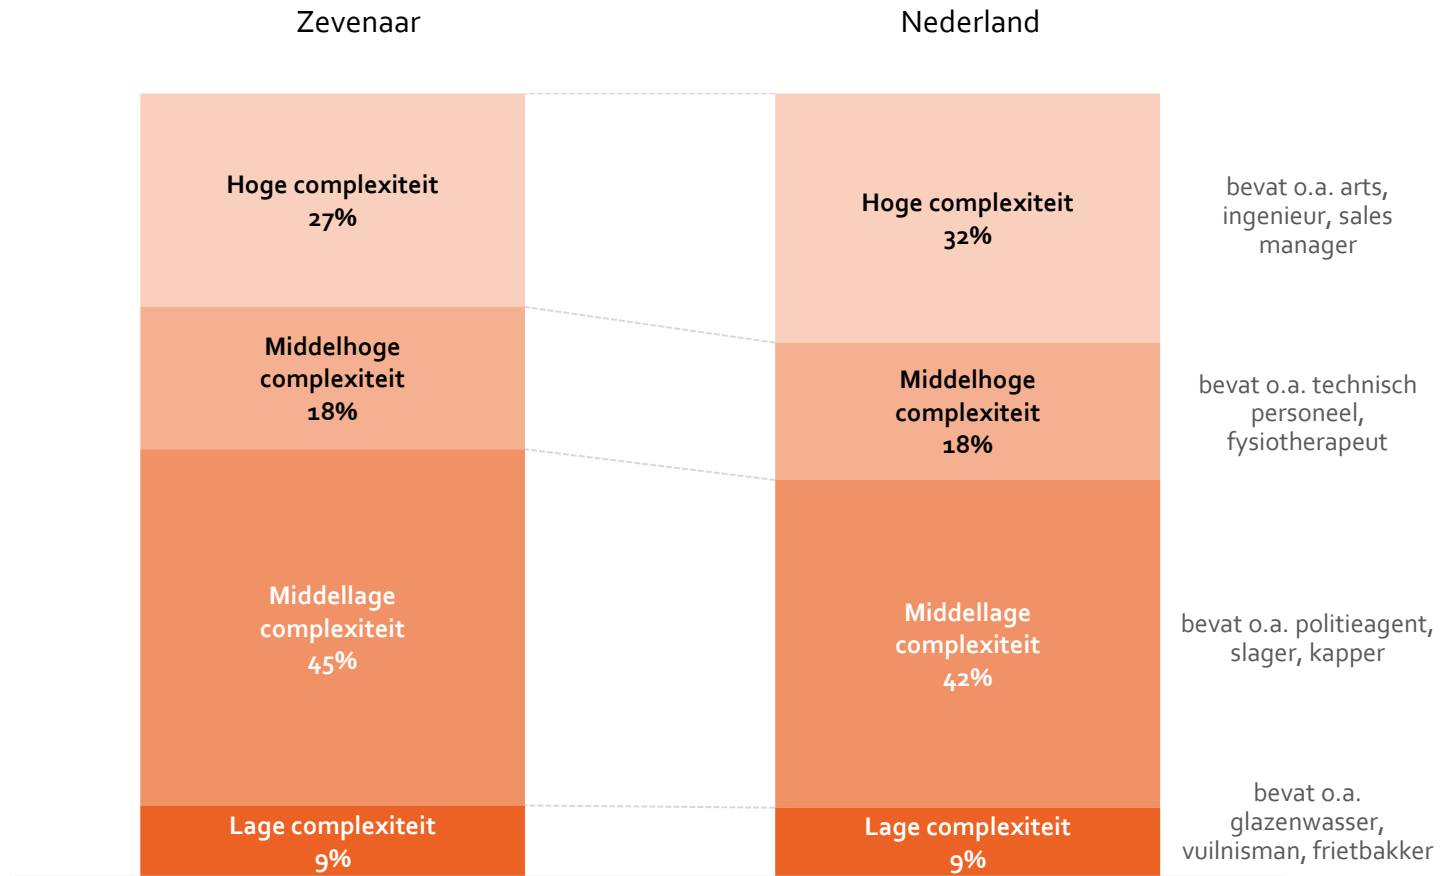 Zevenaar
Nederland
Hoge complexiteit
27%
Middelhoge
complexiteit
18%
Middellage
complexiteit
45%
Lage complexiteit
9%
Hoge complexiteit
32%
Middelhoge
complexiteit
18%
Middellage
complexiteit
42%
Lage complexiteit
9%
bevat o.a. arts,
ingenieur, sales
manager
bevat o.a. technisch
personeel,
fysiotherapeut
bevat o.a. politieagent,
slager, kapper
bevat o.a.
glazenwasser,
vuilnisman, frietbakker